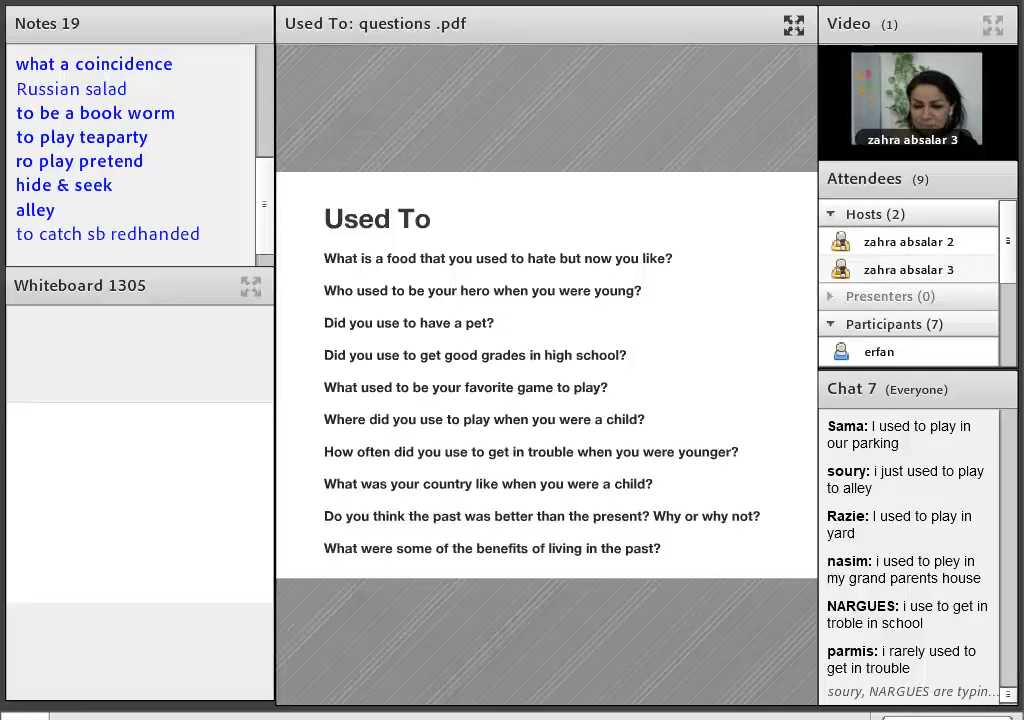 Notes 19
what a coincidence
Russian salad
to be a book worm
to play teaparty
ro play pretend
hide & seek
alley
to catch sb redhanded
Whiteboard 1305
Used To: questions .pdf
Used To
What is a food that you used to hate but now you like?
Who used to be your hero when you were young?
Did you use to have a pet?
Did you use to get good grades in high school?
What used to be your favorite game to play?
Where did you use to play when you were a child?
How often did you use to get in trouble when you were younger?
What was your country like when you were a child?
Do you think the past was better than the present? Why or why not?
What were some of the benefits of living in the past?
Video (1)
zahra absalar 3
Attendees (9)
Hosts (2)
zahra absalar 2
zahra absalar 3
Presenters (0)
Participants (7)
erfan
Chat 7 (Everyone)
Sama: I used to play in
our parking
soury: i just used to play
to alley
Razie: I used to play in
yard
nasim: i used to pley in
my grand parents house
NARGUES: i use to get in
troble in school
parmis: i rarely used to
get in trouble
soury, NARGUES are typin...